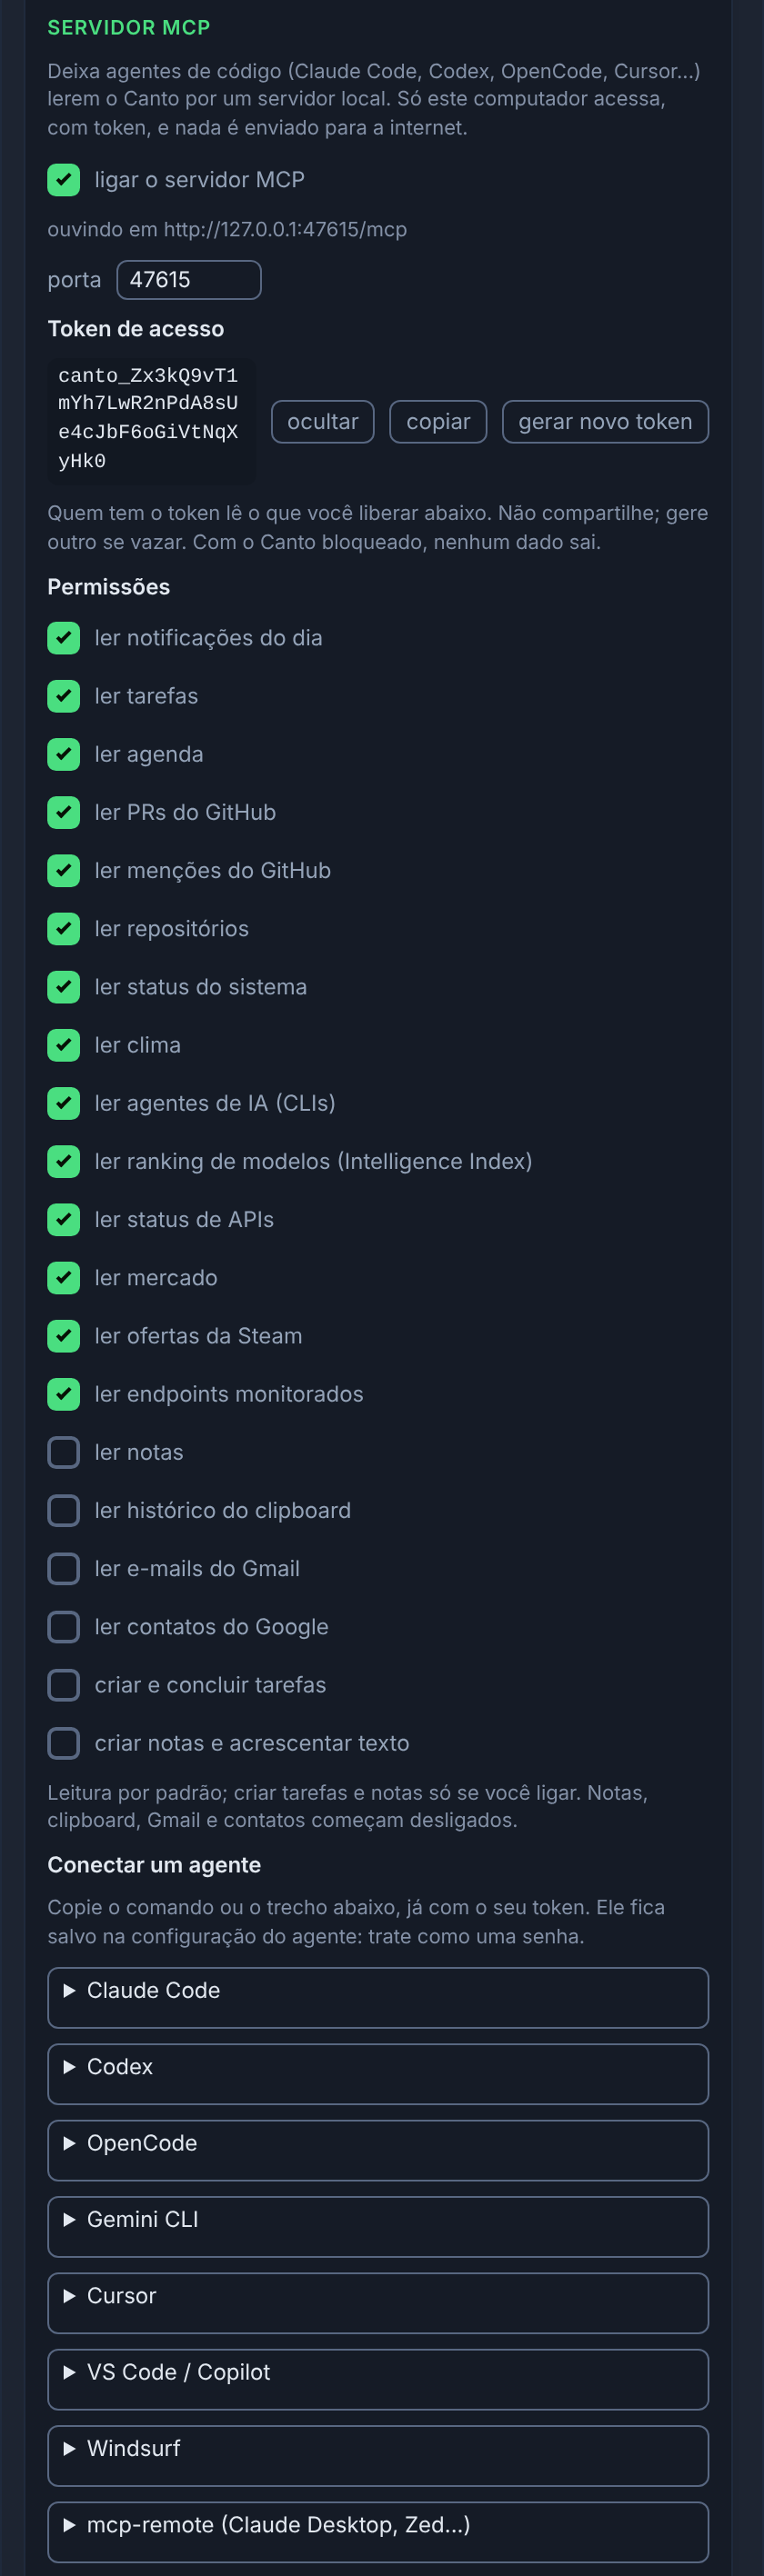 SERVIDOR MCP
Deixa agentes de código (Claude Code, Codex, OpenCode, Cursor...)
lerem o Canto por um servidor local. Só este computador acessa,
com token, e nada é enviado para a internet.
ligar o servidor MCP
ouvindo em http://127.0.0.1:47615/mcp
porta 47615
Token de acesso
canto_Zx3kQ9vT1
mYh7LwR2nPdA8sU
e4cJbF6oGiVtNqX
yHk0
ocultar copiar gerar novo token
Quem tem o token lê o que você liberar abaixo. Não compartilhe; gere
outro se vazar. Com o Canto bloqueado, nenhum dado sai.
Permissões
ler notificações do dia
ler tarefas
ler agenda
ler PRs do GitHub
ler menções do GitHub
ler repositórios
ler status do sistema
ler clima
ler agentes de IA (CLIs)
ler ranking de modelos (Intelligence Index)
ler status de APIs
ler mercado
ler ofertas da Steam
ler endpoints monitorados
ler notas
ler histórico do clipboard
ler e-mails do Gmail
ler contatos do Google
criar e concluir tarefas
criar notas e acrescentar texto
Leitura por padrão; criar tarefas e notas só se você ligar. Notas,
clipboard, Gmail e contatos começam desligados.
Conectar um agente
Copie o comando ou o trecho abaixo, já com o seu token. Ele fica
salvo na configuração do agente: trate como uma senha.
Claude Code
Codex
OpenCode
Gemini CLI
Cursor
VS Code / Copilot
Windsurf
mcp-remote (Claude Desktop, Zed...)